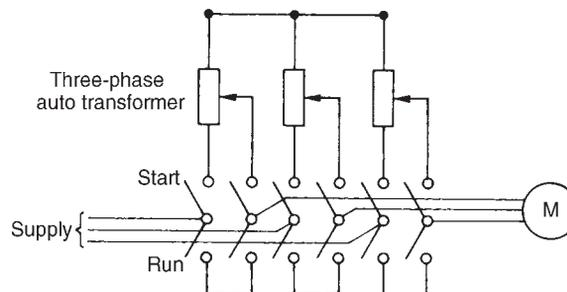 Three-phase
auto transformer
Start
Supply
Run
M